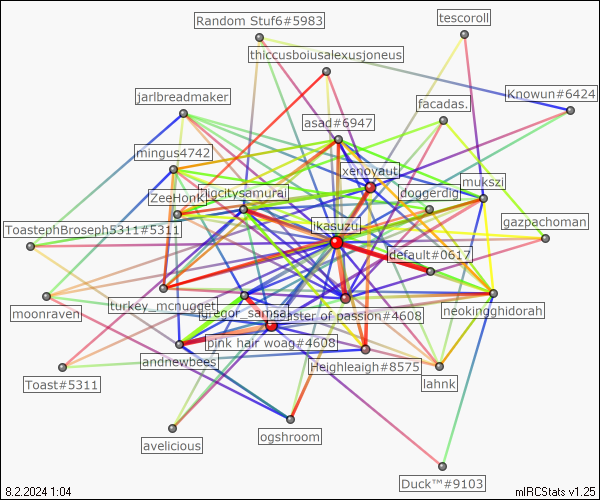 Random Stuf6#5983
tescoroll
thiccusboiusalexusjoneus
jarlbreadmaker
Knowun#6424
facadas.
asad#6947
mingus4742
xenoyaut
mukszi
ZeeHonk
bigcitysamurai
doggerdig
ToastephBroseph5311#5311
ikasuzu
gazpachoman
default#0617
moonraven
turkey_mcnugget
gregor_samsa
master of passion#4608
neokingghidorah
pink hair woag#4608
andnewbees
Heighleigh#8575
Toast#5311
lahnk
avelicious
ogshroom
Duck™#9103
8.2.2024 1:04
mIRCStats v1.25